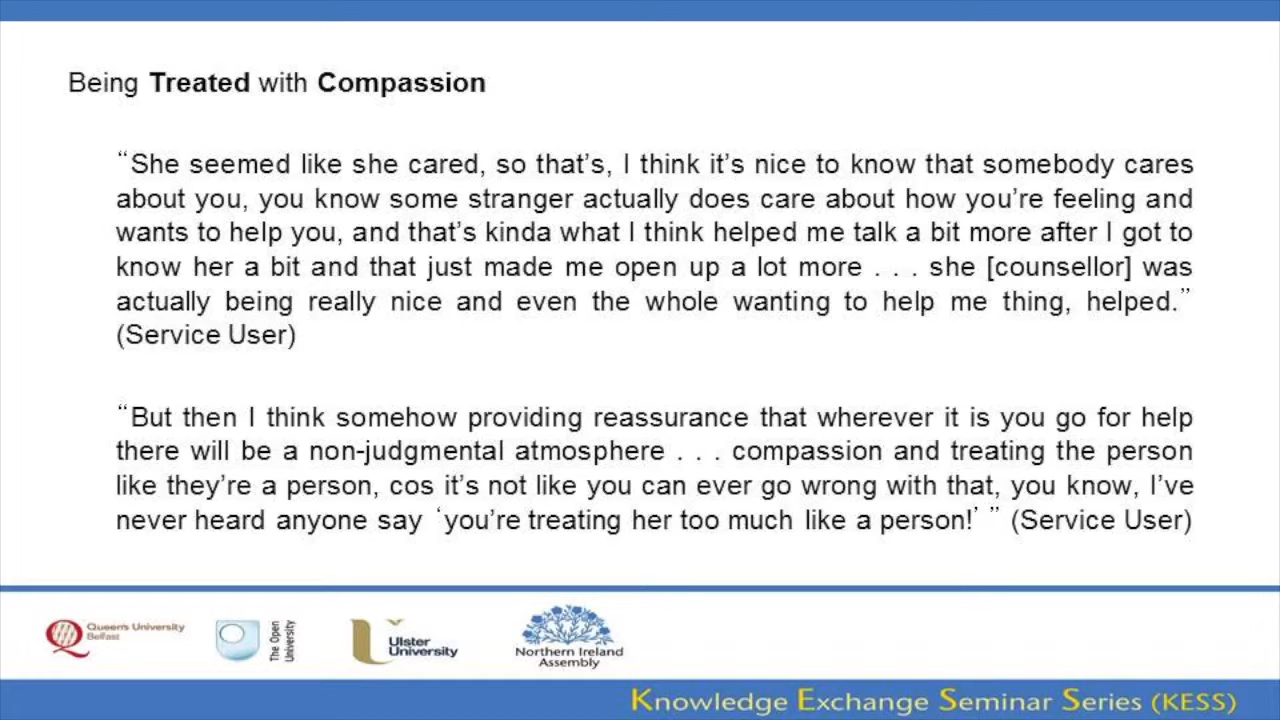 Being Treated with Compassion
“She seemed like she cared, so that’s, I think it’s nice to know that somebody cares
about you, you know some stranger actually does care about how you’re feeling and
wants to help you, and that’s kinda what I think helped me talk a bit more after I got to
know her a bit and that just made me open up a lot more . . . she [counsellor] was
actually being really nice and even the whole wanting to help me thing, helped.”
(Service User)
“But then I think somehow providing reassurance that wherever it is you go for help
there will be a non-judgmental atmosphere . . . compassion and treating the person
like they’re a person, cos it’s not like you can ever go wrong with that, you know, I’ve
never heard anyone say ‘you’re treating her too much like a person!’ ” (Service User)
Queen's University
Belfast
The Open
University
Ulster
University
Northern Ireland
Assembly
Knowledge Exchange Seminar Series (KESS)